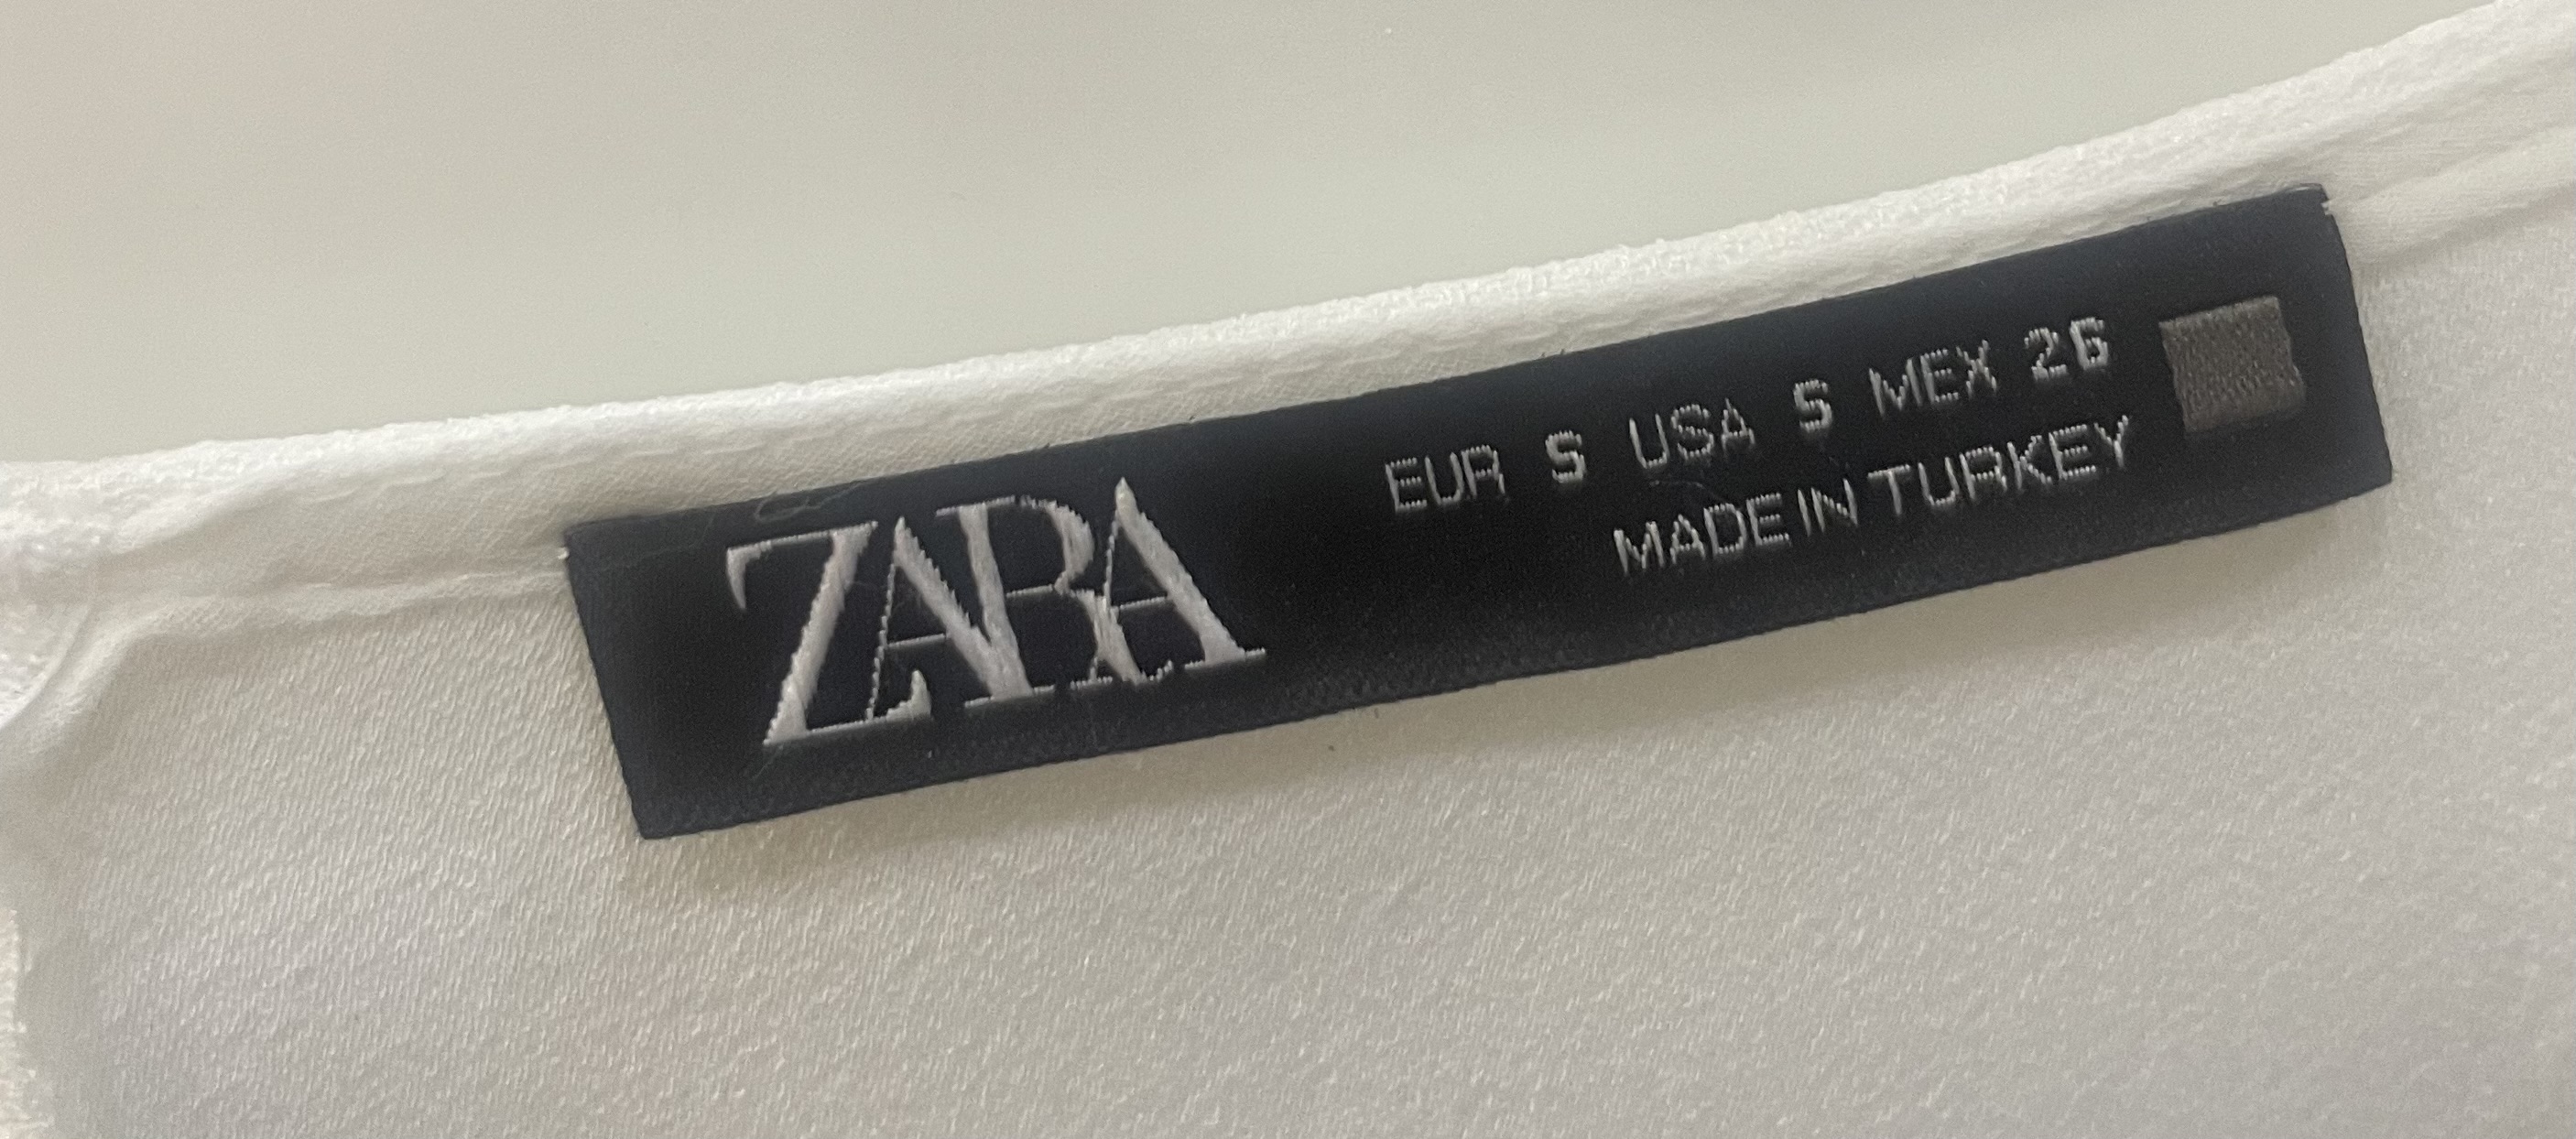 ZARA
EUR S USA S MEX 26
MADE IN TURKEY